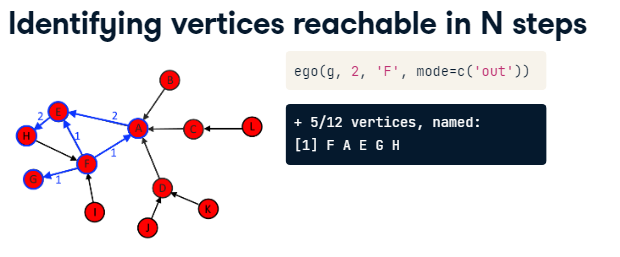 Identifying vertices reachable in N steps
ego(g, 2, 'F', mode=c('out'))
+ 5/12 vertices, named:
[1] F A E G H
B
2
E
2
A
C
L
H
1
F
1
G
1
D
I
K
J